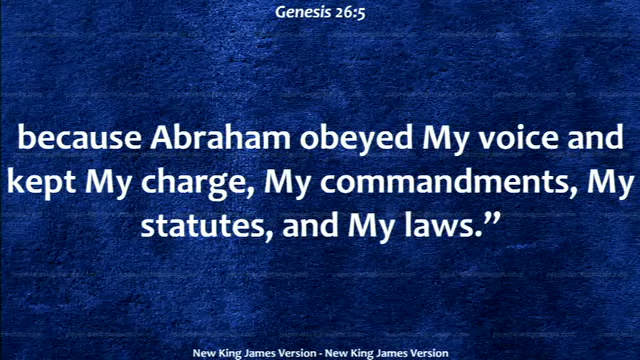 Genesis 26:5
because Abraham obeyed My voice and
kept My charge, My commandments, My
statutes, and My laws.”
New King James Version - New King James Version